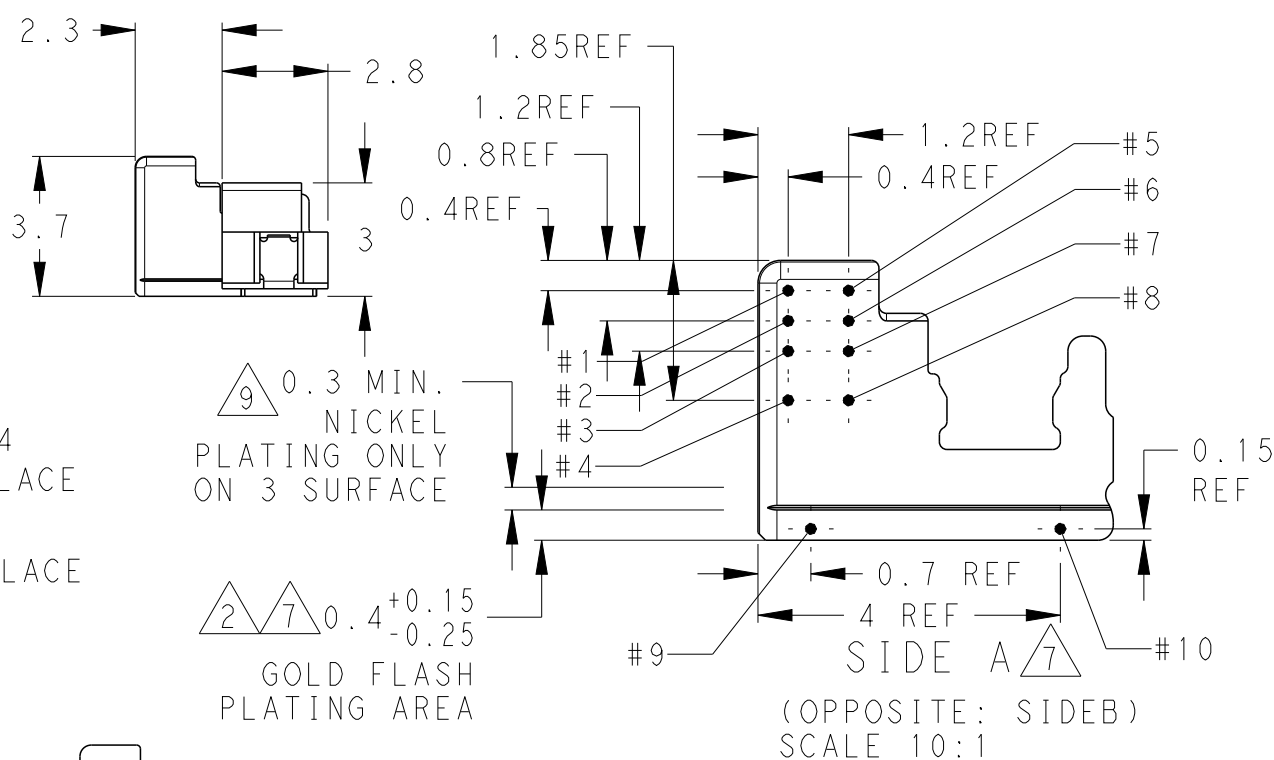 2.3
2.8
3.7
3
1.85REF
1.2REF
0.8REF
0.4REF
1.2REF
0.4REF
#5
#6
#7
#8
#1
#2
#3
#4
9 0.3 MIN.
NICKEL
PLATING ONLY
ON 3 SURFACE
4
LACE
LACE
0.15
REF
0.7 REF
4 REF
2 7 0.4 +0.15
-0.25
GOLD FLASH
PLATING AREA
#9
#10
SIDE A 7
(OPPOSITE: SIDEB)
SCALE 10:1